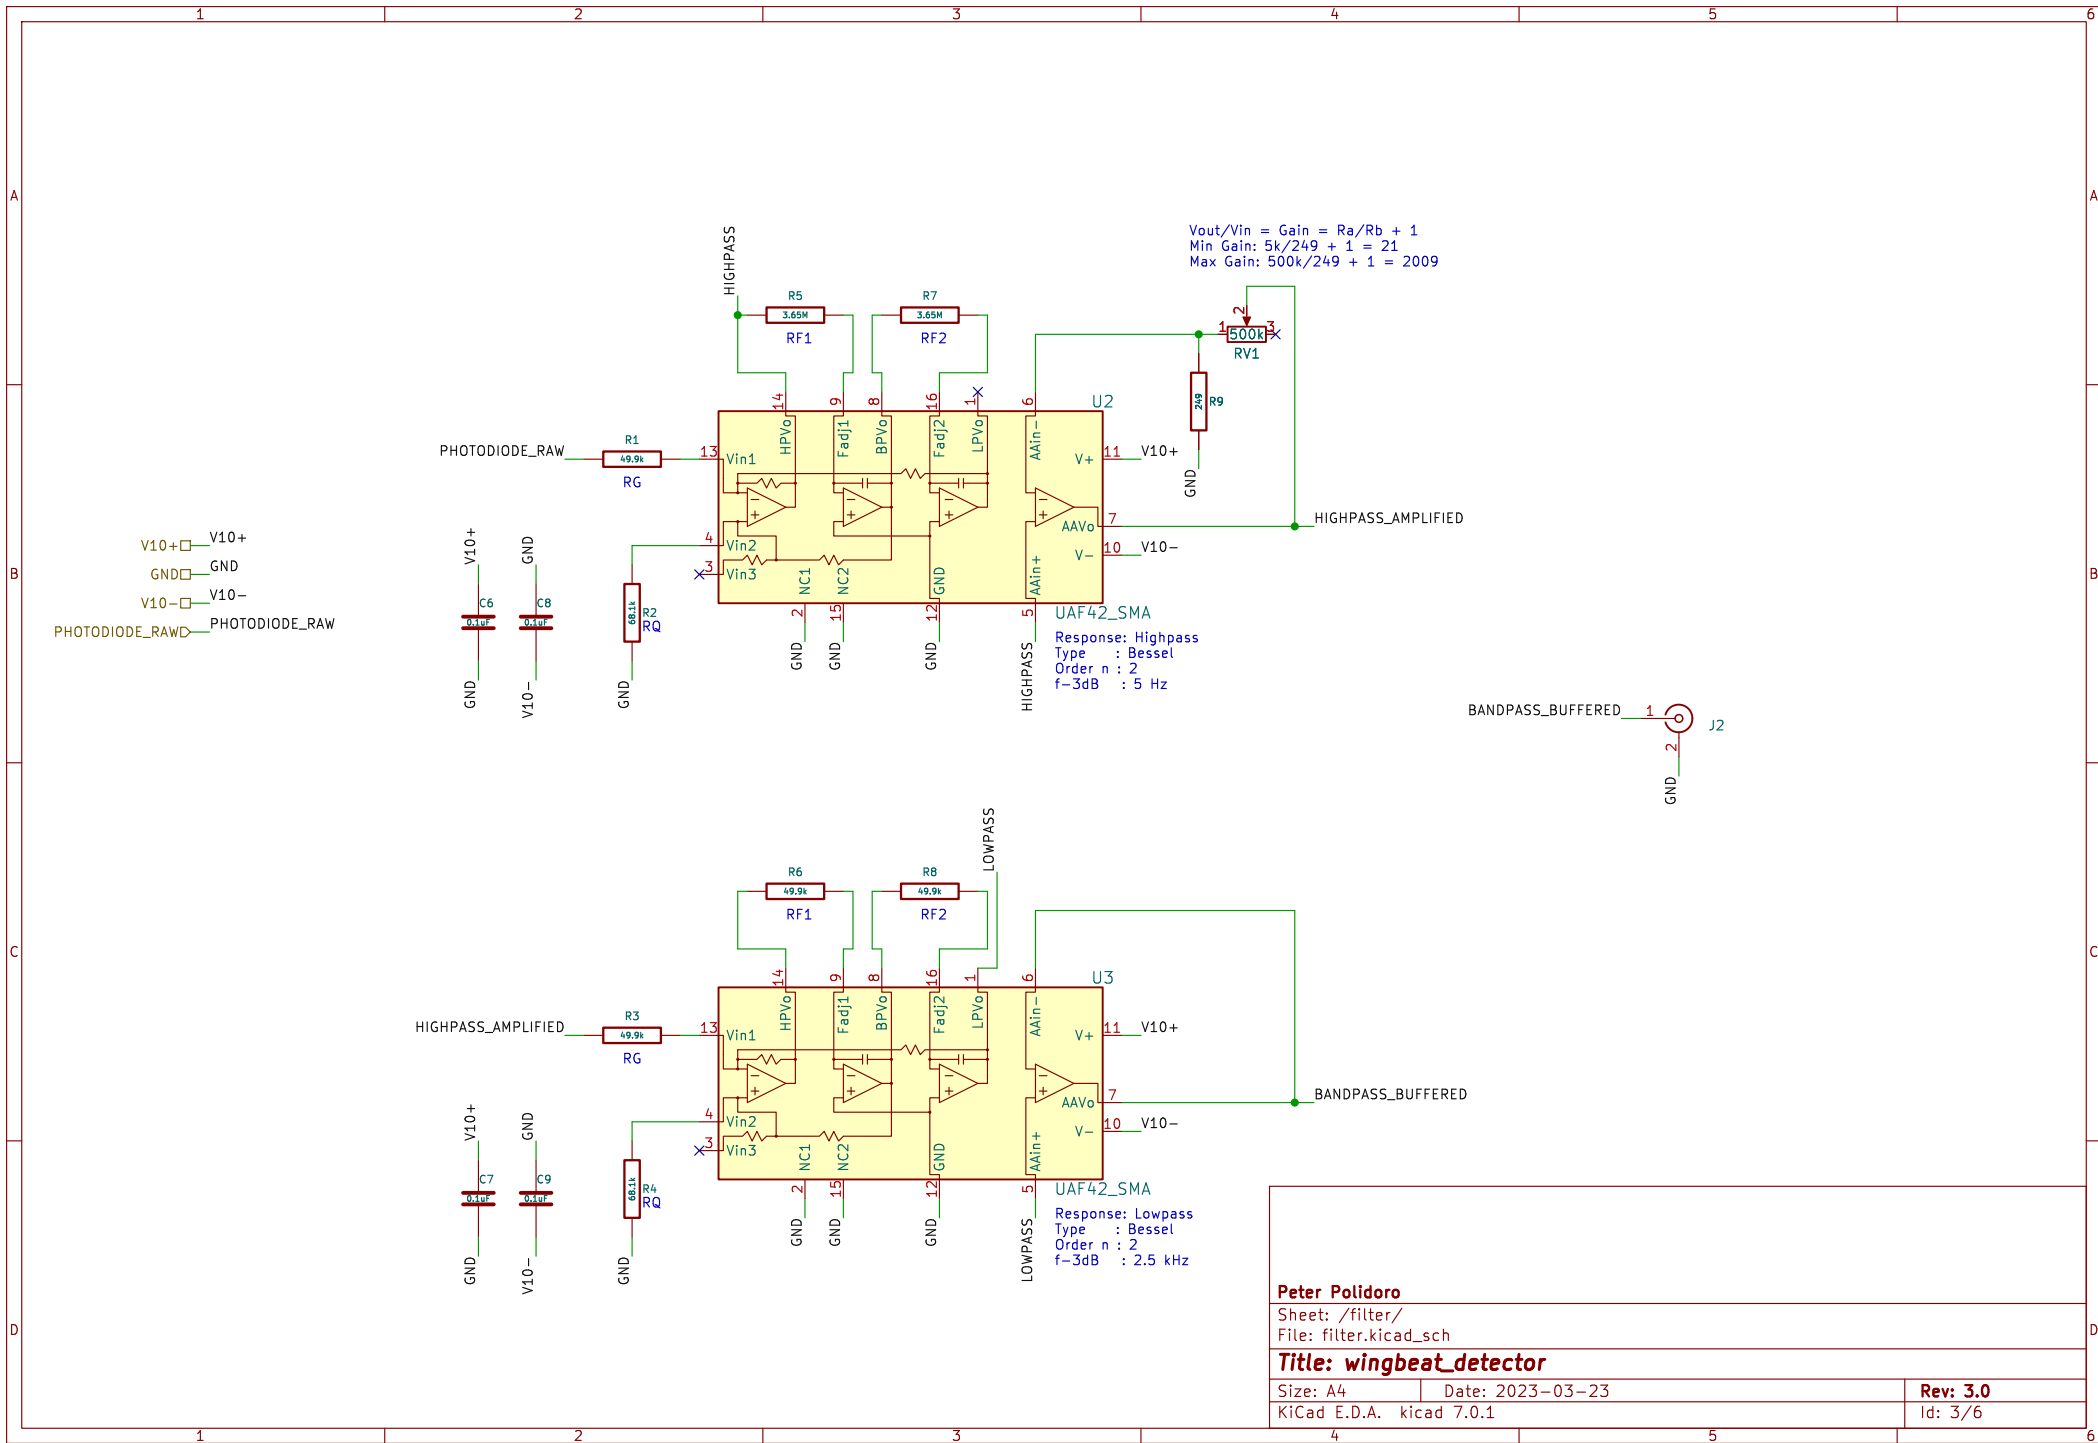 1 2 3 4 5 6
A
A
B
B
C
C
D
D
1 2 3 4 5 6
Vout/Vin = Gain = Ra/Rb + 1
Min Gain: 5k/249 + 1 = 21
Max Gain: 500k/249 + 1 = 2009
HIGHPASS
R5
3.65M
RF1
R7
3.65M
RF2
1
2
3
500k
RV1
249
R9
GND
PHOTODIODE_RAW
R1
49.9k
RG
14
9
8
16
1
6
U2
HPVo
Fadj1
BPVo
Fadj2
LPVo
AAin-
13
Vin1
4
Vin2
3
Vin3
V+
11
V10+
AAVo
7
HIGHPASS_AMPLIFIED
V-
10
V10-
NC1
NC2
GND
AAin+
2
15
12
5
GND
GND
GND
HIGHPASS
UAF42_SMA
Response: Highpass
Type : Bessel
Order n : 2
f-3dB : 5 Hz
68.1k
R2
RQ
GND
V10+
V10+
GND
GND
V10-
V10-
PHOTODIODE_RAW
PHOTODIODE_RAW
V10+
C6
0.1uF
GND
GND
C8
0.1uF
V10-
BANDPASS_BUFFERED
1
2
J2
GND
LOWPASS
R6
49.9k
RF1
R8
49.9k
RF2
HIGHPASS_AMPLIFIED
R3
49.9k
RG
14
9
8
16
1
6
U3
HPVo
Fadj1
BPVo
Fadj2
LPVo
AAin-
13
Vin1
4
Vin2
3
Vin3
V+
11
V10+
AAVo
7
BANDPASS_BUFFERED
V-
10
V10-
NC1
NC2
GND
AAin+
2
15
12
5
GND
GND
GND
LOWPASS
UAF42_SMA
Response: Lowpass
Type : Bessel
Order n : 2
f-3dB : 2.5 kHz
68.1k
R4
RQ
GND
V10+
C7
0.1uF
GND
GND
C9
0.1uF
V10-
Peter Polidoro
Sheet: /filter/
File: filter.kicad_sch
Title: wingbeat_detector
Size: A4 Date: 2023-03-23 Rev: 3.0
KiCad E.D.A. kicad 7.0.1 Id: 3/6